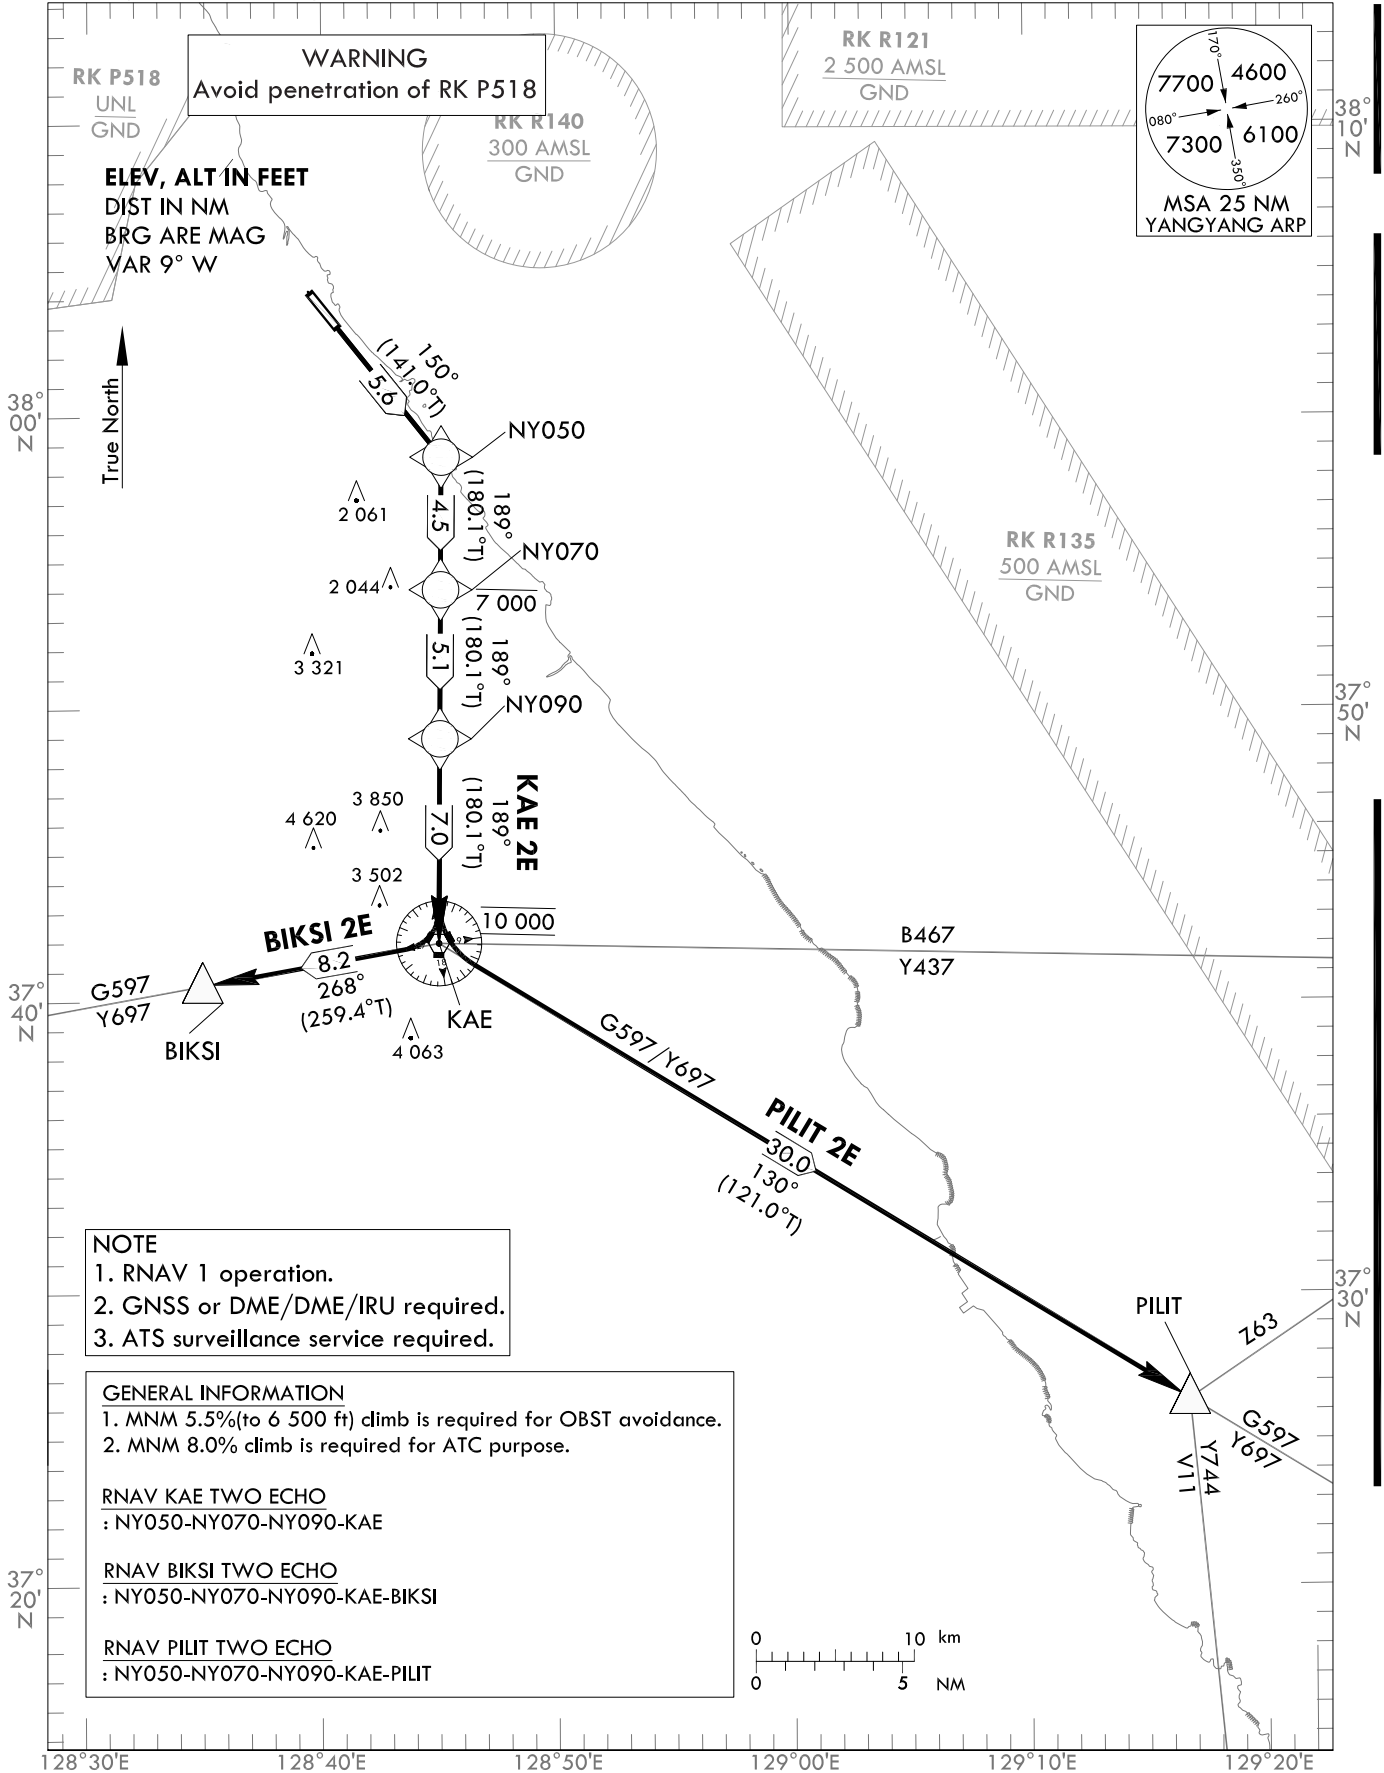 WARNING
Avoid penetration of RK P518
RK P518
UNL
GND
RK R140
300 AMSL
GND
RK R121
2 500 AMSL
GND
170°
7700
4600
260°
080°
7300
6100
350°
MSA 25 NM
YANGYANG ARP
38°
10'
N
ELEV, ALT IN FEET
DIST IN NM
BRG ARE MAG
VAR 9° W
True North
38°
00'
N
150°
(141.0°T)
5.6
NY050
2 061
4.5
189°
(180.1°T)
NY070
7 000
2 044
3 321
5.1
189°
(180.1°T)
NY090
RK R135
500 AMSL
GND
37°
50'
N
3 850
4 620
3 502
7.0
189°
(180.1°T)
KAE 2E
10 000
BIKSI 2E
8.2
268°
(259.4°T)
G597
Y697
BIKSI
KAE
4 063
B467
Y437
37°
40'
N
G597/Y697
PILIT 2E
30.0
130°
(121.0°T)
PILIT
Z63
37°
30'
N
G597
Y697
Y744
V11
NOTE
1. RNAV 1 operation.
2. GNSS or DME/DME/IRU required.
3. ATS surveillance service required.
GENERAL INFORMATION
1. MNM 5.5%(to 6 500 ft) climb is required for OBST avoidance.
2. MNM 8.0% climb is required for ATC purpose.
RNAV KAE TWO ECHO
: NY050-NY070-NY090-KAE
RNAV BIKSI TWO ECHO
: NY050-NY070-NY090-KAE-BIKSI
RNAV PILIT TWO ECHO
: NY050-NY070-NY090-KAE-PILIT
37°
20'
N
0 10 km
0 5 NM
128°30'E 128°40'E 128°50'E 129°00'E 129°10'E 129°20'E